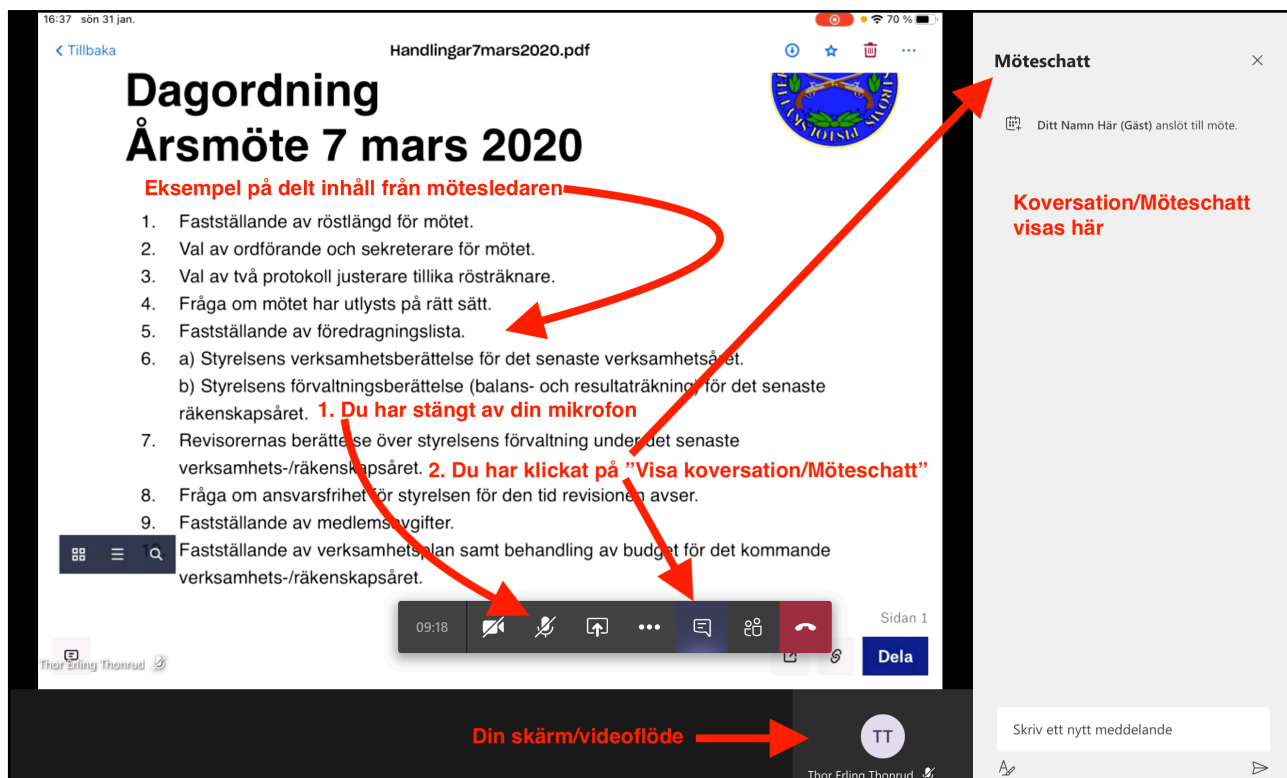 16:37 sön 31 jan.
70 %
Tillbaka
Handlingar7mars2020.pdf
Dagordning
Årsmöte 7 mars 2020
PISTOLSKYTTE
Eksempel på delt inhåll från mötesledaren
1. Fastställande av röstlängd för mötet.
2. Val av ordförande och sekreterare för mötet.
3. Val av två protokoll justerare tillika rösträknare.
4. Fråga om mötet har utlysts på rätt sätt.
5. Fastställande av föredragningslista.
6. a) Styrelsens verksamhetsberättelse för det senaste verksamhetsåret.
b) Styrelsens förvaltningsberättelse (balans- och resultaträkning) för det senaste
räkenskapsåret.
1. Du har stängt av din mikrofon
7. Revisorernas berättelse över styrelsens förvaltning under det senaste
verksamhets-/räkenskapsåret.
2. Du har klickat på ”Visa koversation/Möteschatt”
8. Fråga om ansvarsfrihet för styrelsen för den tid revisionen avser.
9. Fastställande av medlemsavgifter.
10. Fastställande av verksamhetsplan samt behandling av budget för det kommande
verksamhets-/räkenskapsåret.
09:18
Sidan 1
Dela
Thor Erling Thonrud
Din skärm/videoflöde
TT
Thor Erling Thonrud
Möteschatt
Ditt Namn Här (Gäst) anslöt till möte.
Koversation/Möteschatt
visas här
Skriv ett nytt meddelande